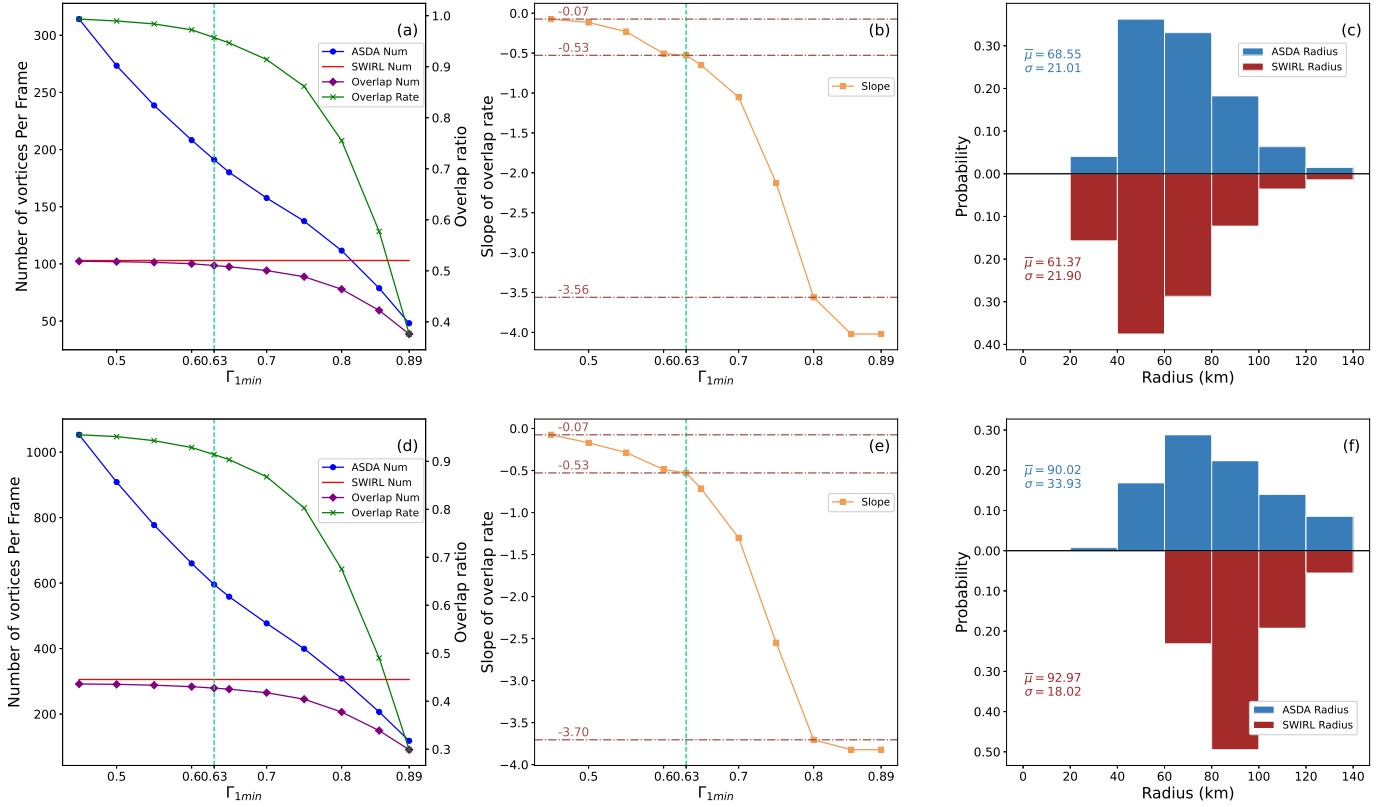 (a)
Number of vortices Per Frame
300
250
200
150
100
50
1.0
0.9
0.8
0.7
0.6
0.5
0.4
Overlap ratio
ASDA Num
SWIRL Num
Overlap Num
Overlap Rate
0.5 0.60 0.63 0.7 0.8 0.89
Γ1min
(b)
Slope of overlap rate
0.0
−0.5
−1.0
−1.5
−2.0
−2.5
−3.0
−3.5
−4.0
-0.07
-0.53
-3.56
Slope
0.5 0.60 0.63 0.7 0.8 0.89
Γ1min
(c)
Probability
0.30
0.20
0.10
0.00
0.10
0.20
0.30
0.40
μ̅ = 68.55
σ = 21.01
μ̅ = 61.37
σ = 21.90
ASDA Radius
SWIRL Radius
0 20 40 60 80 100 120 140
Radius (km)
(d)
Number of vortices Per Frame
1000
800
600
400
200
0.9
0.8
0.7
0.6
0.5
0.4
0.3
Overlap ratio
ASDA Num
SWIRL Num
Overlap Num
Overlap Rate
0.5 0.60 0.63 0.7 0.8 0.89
Γ1min
(e)
Slope of overlap rate
0.0
−0.5
−1.0
−1.5
−2.0
−2.5
−3.0
−3.5
−4.0
-0.07
-0.53
-3.70
Slope
0.5 0.60 0.63 0.7 0.8 0.89
Γ1min
(f)
Probability
0.30
0.20
0.10
0.00
0.10
0.20
0.30
0.40
0.50
μ̅ = 90.02
σ = 33.93
μ̅ = 92.97
σ = 18.02
ASDA Radius
SWIRL Radius
0 20 40 60 80 100 120 140
Radius (km)